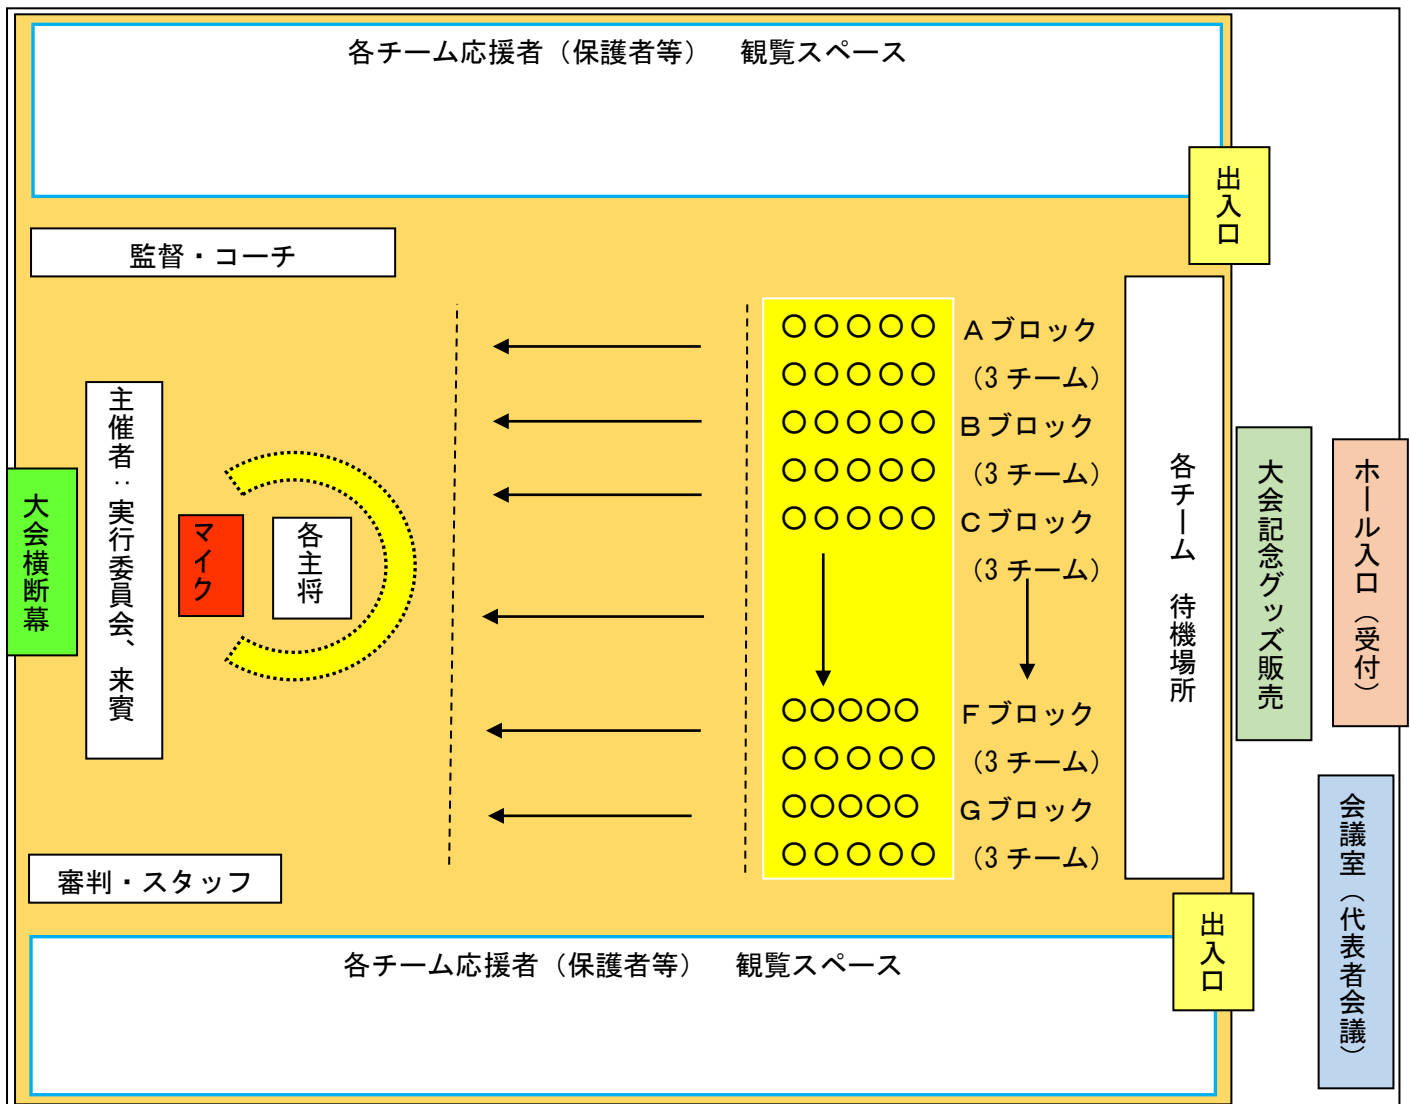 各チーム応援者（保護者等）　観覧スペース
出入口
監督・コーチ
Aブロック
（3チーム）
Bブロック
（3チーム）
Cブロック
（3チーム）
Fブロック
（3チーム）
Gブロック
（3チーム）
大会横断幕
主催者：実行委員会、来賓
マイク
各主将
各チーム　待機場所
大会記念グッズ販売
ホール入口（受付）
会議室（代表者会議）
審判・スタッフ
出入口
各チーム応援者（保護者等）　観覧スペース